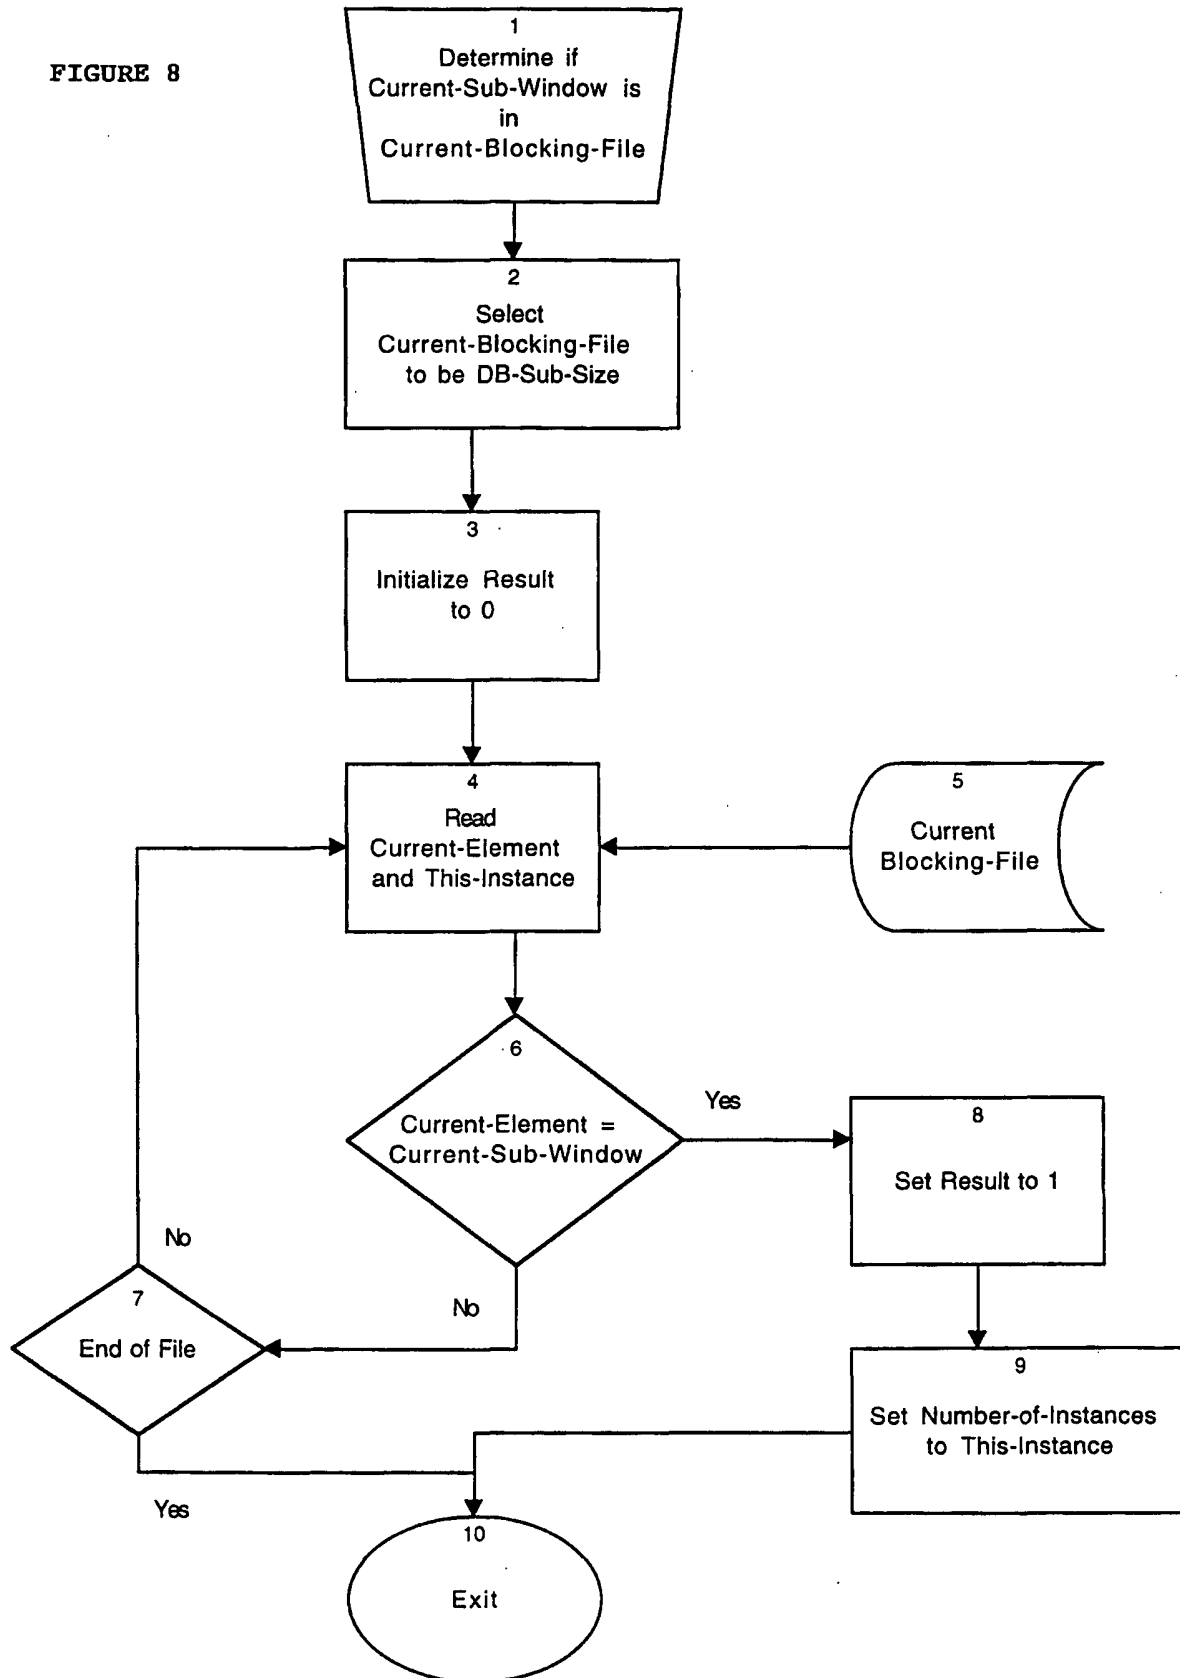 FIGURE 8
1
Determine if
Current-Sub-Window is
in
Current-Blocking-File
2
Select
Current-Blocking-File
to be DB-Sub-Size
3
Initialize Result
to 0
4
Read
Current-Element
and This-Instance
5
Current
Blocking-File
6
Current-Element =
Current-Sub-Window
Yes
8
Set Result to 1
No
7
End of File
No
9
Set Number-of-Instances
to This-Instance
Yes
10
Exit